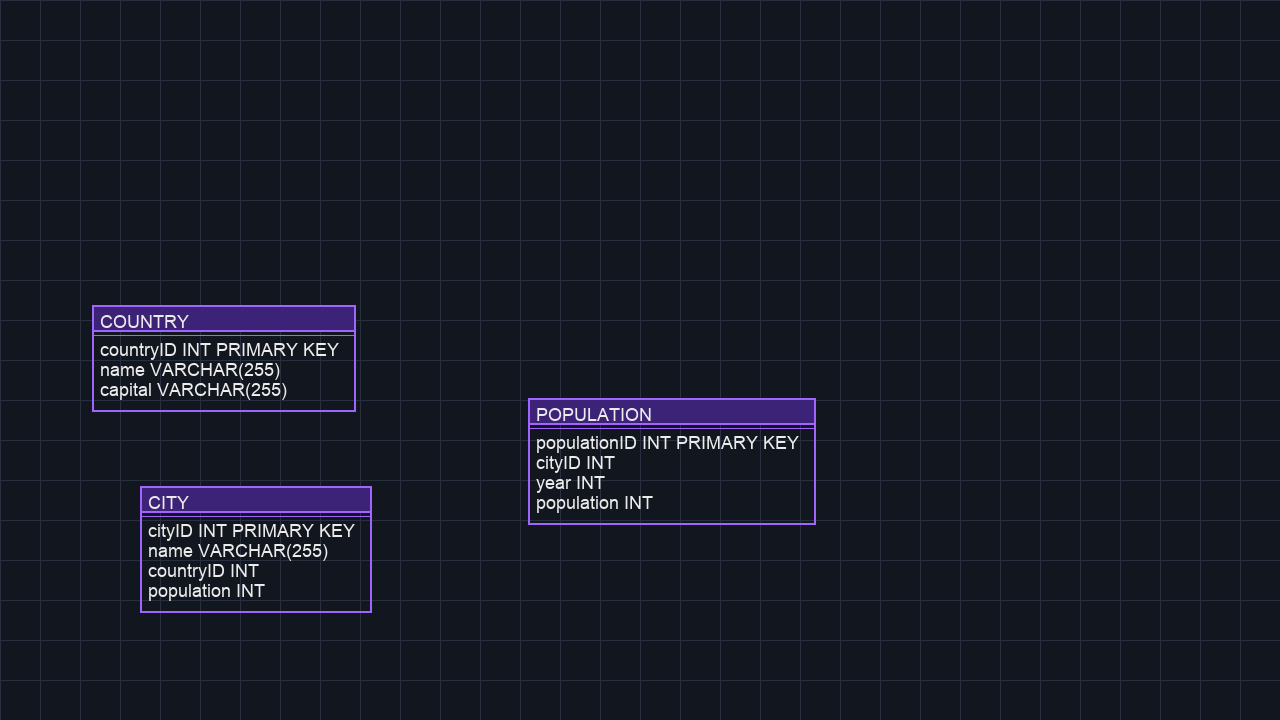 COUNTRY
countryID INT PRIMARY KEY
name VARCHAR(255)
capital VARCHAR(255)
POPULATION
populationID INT PRIMARY KEY
cityID INT
year INT
population INT
CITY
cityID INT PRIMARY KEY
name VARCHAR(255)
countryID INT
population INT